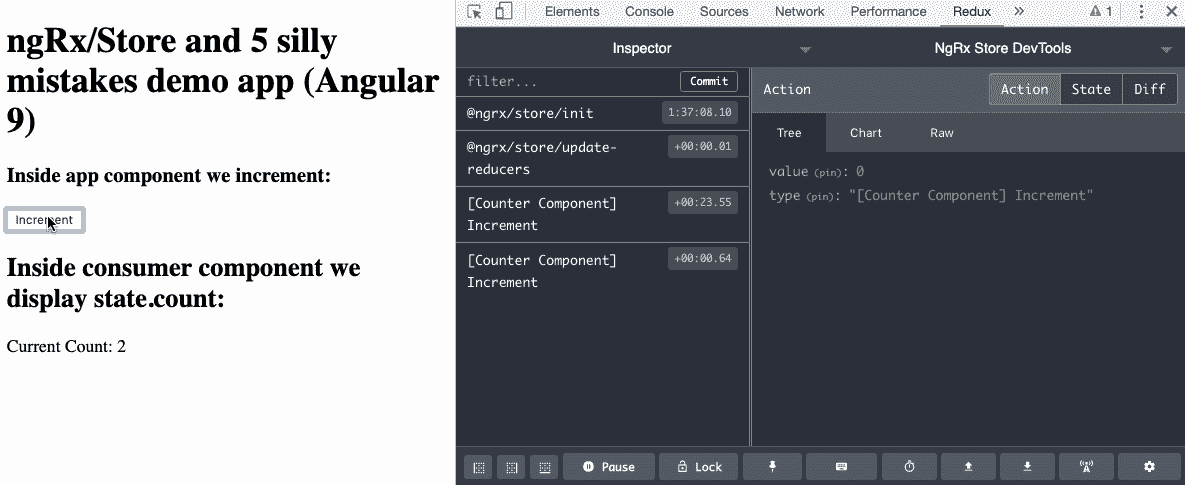 ngRx/Store and 5 silly
mistakes demo app (Angular
9)
Inside app component we increment:
Increment
Inside consumer component we
display state.count:
Current Count: 2
Elements Console Sources Network Performance Redux » 1
Inspector NgRx Store DevTools
filter... Commit
@ngrx/store/init 1:37:08.10
@ngrx/store/update- +00:00.01
reducers
[Counter Component] +00:23.55
Increment
[Counter Component] +00:00.64
Increment
Action Action State Diff
Tree Chart Raw
value (pin): 0
type (pin): "[Counter Component] Increment"
Pause Lock